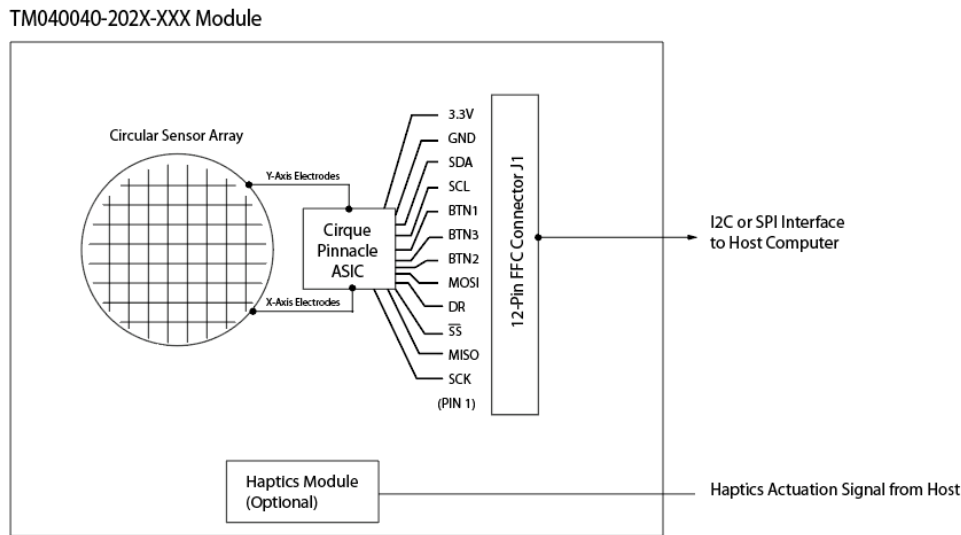 TM040040-202X-XXX Module
Circular Sensor Array
Y-Axis Electrodes
X-Axis Electrodes
Cirque
Pinnacle
ASIC
3.3V
GND
SDA
SCL
BTN1
BTN3
BTN2
MOSI
DR
S̅S̅
MISO
SCK
(PIN 1)
12-Pin FFC Connector J1
I2C or SPI Interface
to Host Computer
Haptics Module
(Optional)
Haptics Actuation Signal from Host